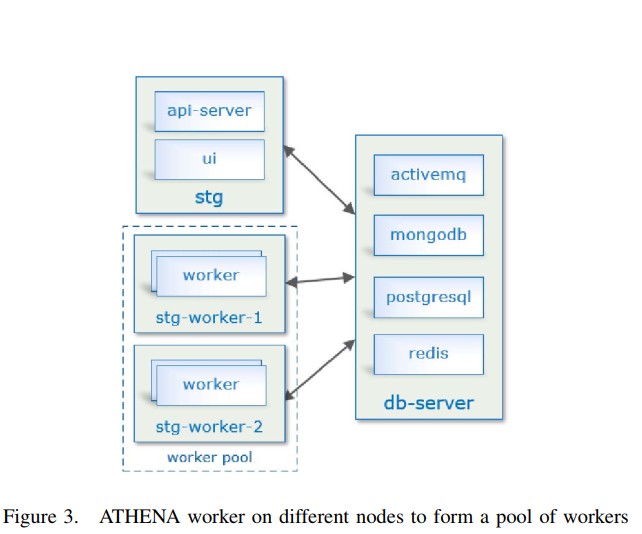 api-server
ui
stg
worker
stg-worker-1
worker
stg-worker-2
worker pool
activemq
mongodb
postgresql
redis
db-server
Figure 3. ATHENA worker on different nodes to form a pool of workers